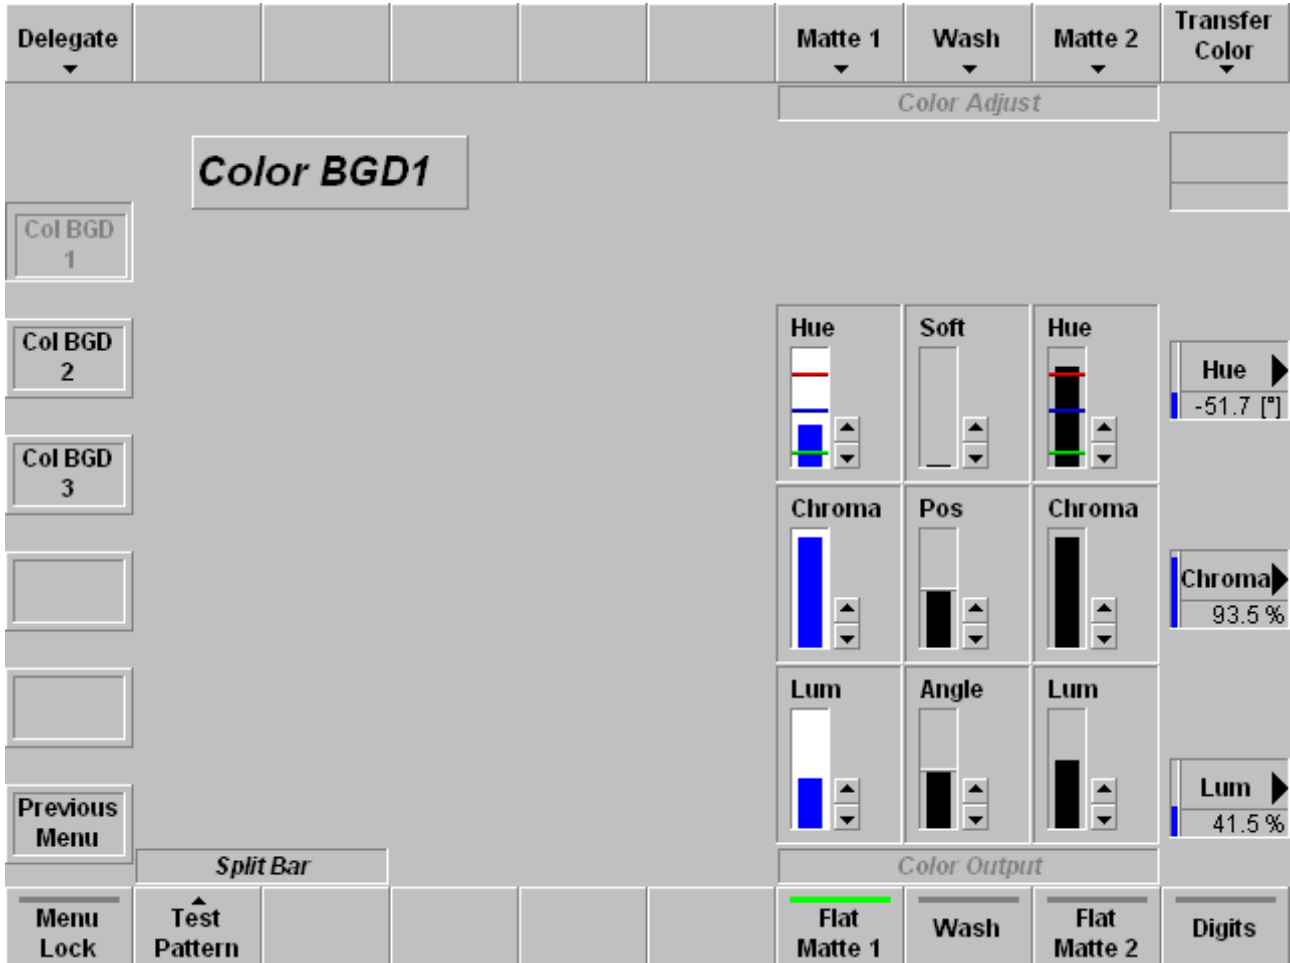 Delegate
Matte 1
Wash
Matte 2
Transfer
Color
Color Adjust
Color BGD1
Col BGD
1
Col BGD
2
Col BGD
3
Previous
Menu
Hue
Soft
Hue
Chroma
Pos
Chroma
Lum
Angle
Lum
Hue
-51.7 [°]
Chroma
93.5 %
Lum
41.5 %
Split Bar
Color Output
Menu
Lock
Test
Pattern
Flat
Matte 1
Wash
Flat
Matte 2
Digits